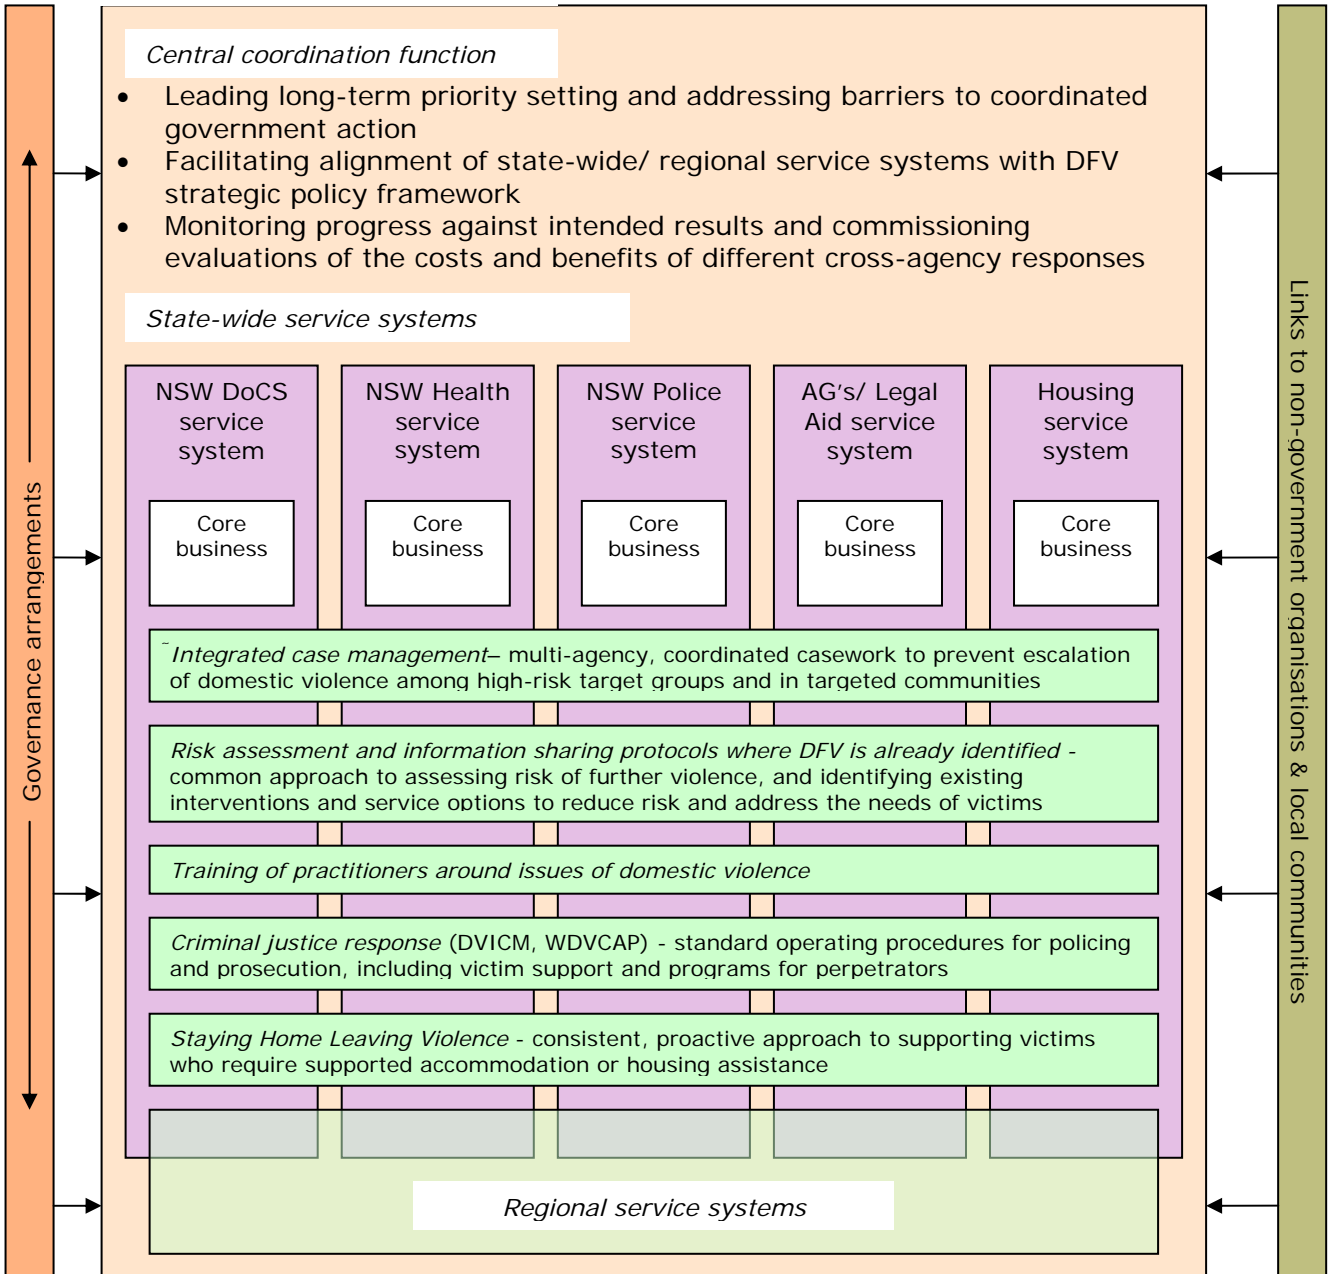 Central coordination function
• Leading long-term priority setting and addressing barriers to coordinated
government action
• Facilitating alignment of state-wide/ regional service systems with DFV
strategic policy framework
• Monitoring progress against intended results and commissioning
evaluations of the costs and benefits of different cross-agency responses
State-wide service systems
NSW DoCS
service
system
NSW Health
service
system
NSW Police
service
system
AG's/ Legal
Aid service
system
Housing
service
system
Core
business
Core
business
Core
business
Core
business
Core
business
~Integrated case management– multi-agency, coordinated casework to prevent escalation
of domestic violence among high-risk target groups and in targeted communities
Risk assessment and information sharing protocols where DFV is already identified -
common approach to assessing risk of further violence, and identifying existing
interventions and service options to reduce risk and address the needs of victims
Training of practitioners around issues of domestic violence
Criminal justice response (DVICM, WDVCAP) - standard operating procedures for policing
and prosecution, including victim support and programs for perpetrators
Staying Home Leaving Violence - consistent, proactive approach to supporting victims
who require supported accommodation or housing assistance
Regional service systems
Governance arrangements
Links to non-government organisations & local communities